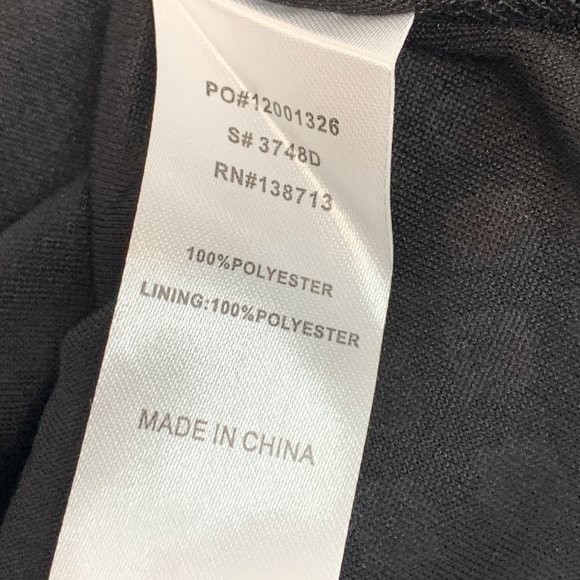 PO#12001326
S# 3748D
RN#138713
100%POLYESTER
LINING:100%POLYESTER
MADE IN CHINA